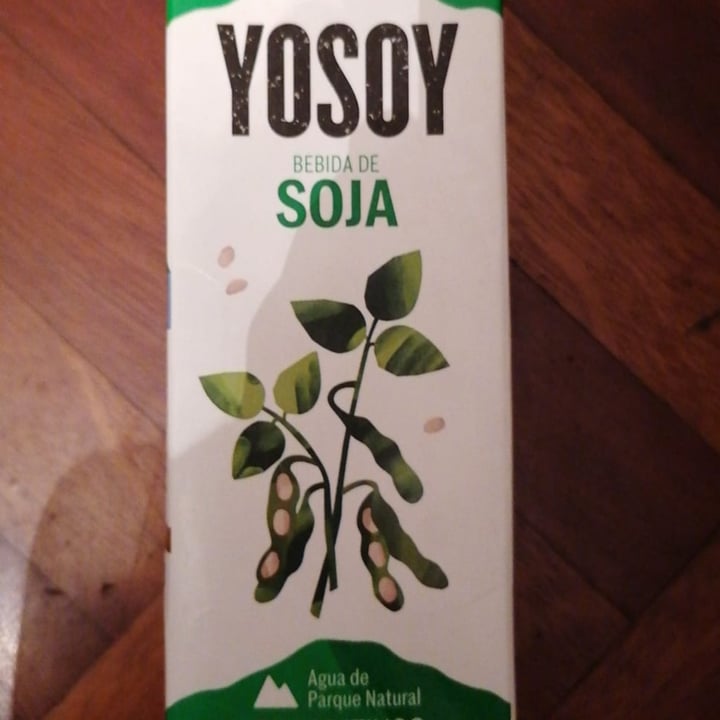 YOSOY
BEBIDA DE
SOJA
Agua de
Parque Natural